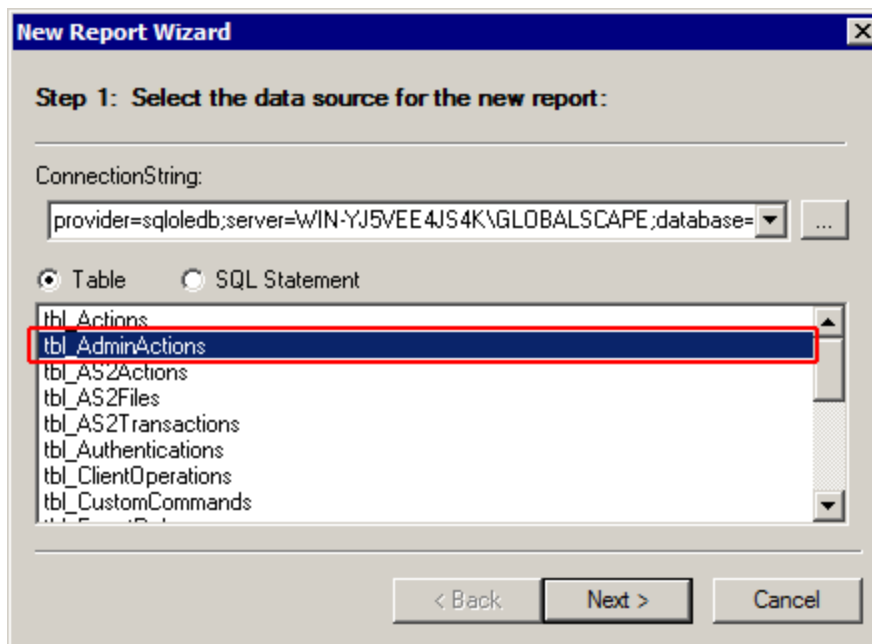 New Report Wizard
Step 1: Select the data source for the new report:
ConnectionString:
provider=sqloledb;server=WIN-YJ5VEE4JS4K\GLOBALSCAPE;database=
...
Table SQL Statement
tbl_Actions
tbl_AdminActions
tbl_AS2Actions
tbl_AS2Files
tbl_AS2Transactions
tbl_Authentications
tbl_ClientOperations
tbl_CustomCommands
< Back Next > Cancel